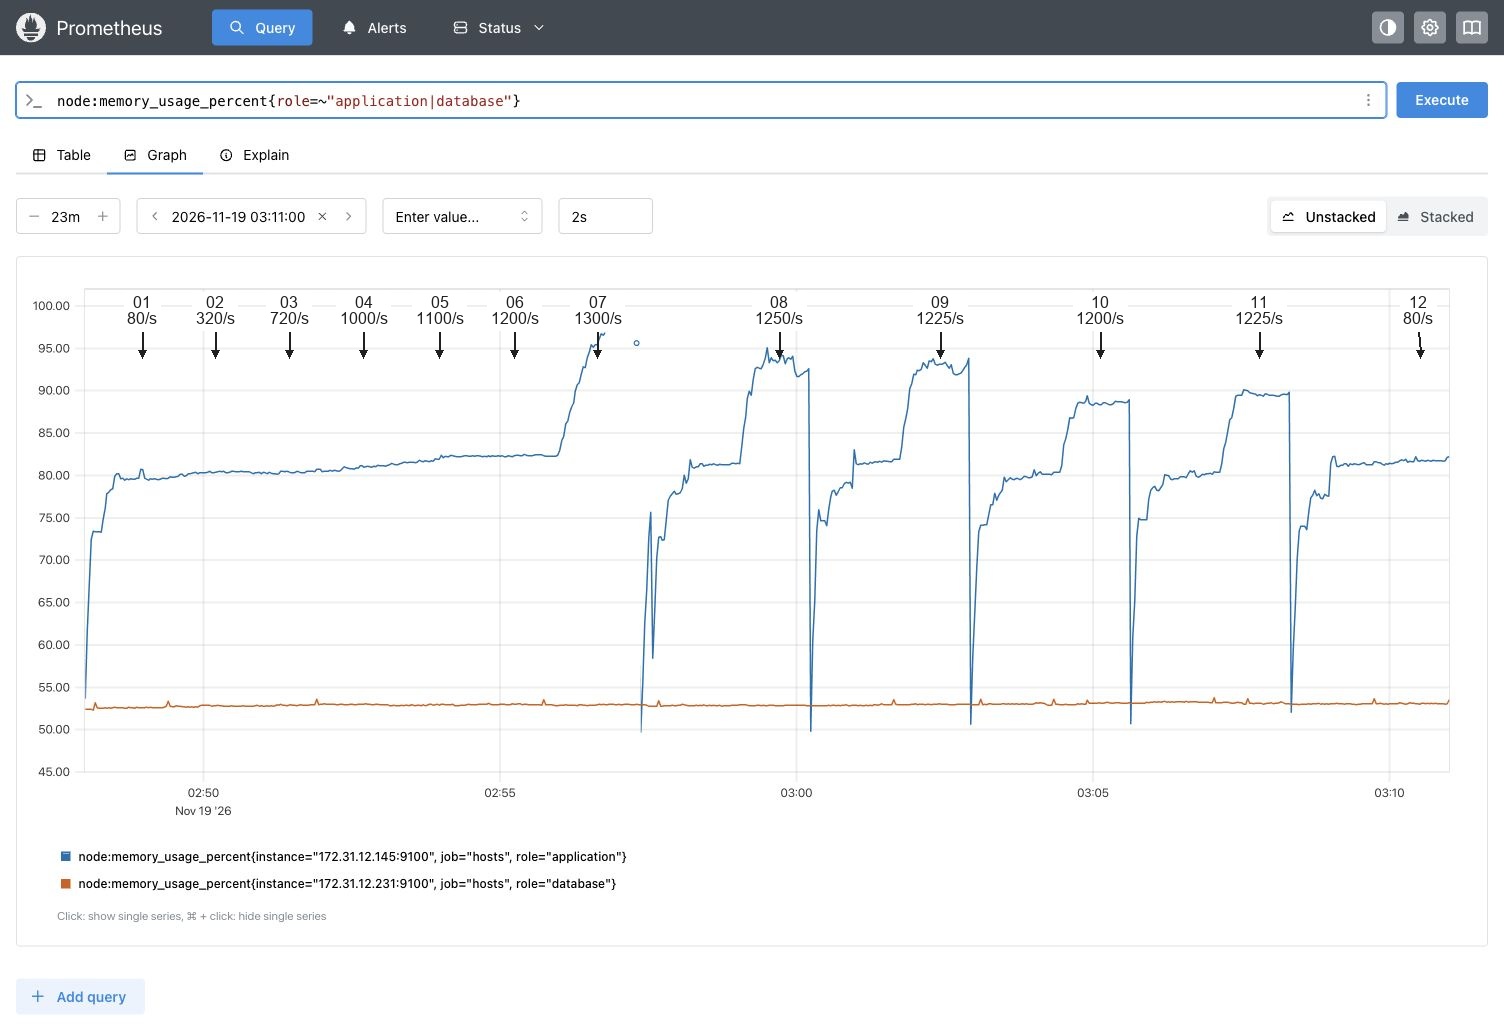 Prometheus
Query
Alerts
Status
>_ node:memory_usage_percent{role=~"application|database"}
Execute
Table
Graph
Explain
− 23m +
2026-11-19 03:11:00
Enter value...
2s
Unstacked
Stacked
01 02 03 04 05 06 07 08 09 10 11 12
80/s 320/s 720/s 1000/s 1100/s 1200/s 1300/s 1250/s 1225/s 1200/s 1225/s 80/s
100.00
95.00
90.00
85.00
80.00
75.00
70.00
65.00
60.00
55.00
50.00
45.00
02:50 02:55 03:00 03:05 03:10
Nov 19 '26
node:memory_usage_percent{instance="172.31.12.145:9100", job="hosts", role="application"}
node:memory_usage_percent{instance="172.31.12.231:9100", job="hosts", role="database"}
Click: show single series, ⌘ + click: hide single series
+ Add query